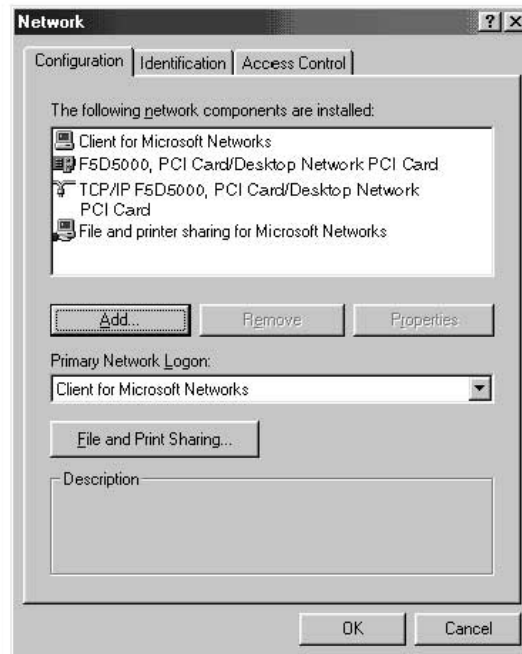 Network
Configuration Identification Access Control
The following network components are installed:
Client for Microsoft Networks
F5D5000, PCI Card/Desktop Network PCI Card
TCP/IP F5D5000, PCI Card/Desktop Network
PCI Card
File and printer sharing for Microsoft Networks
Add... Remove Properties
Primary Network Logon:
Client for Microsoft Networks
File and Print Sharing...
Description
OK Cancel